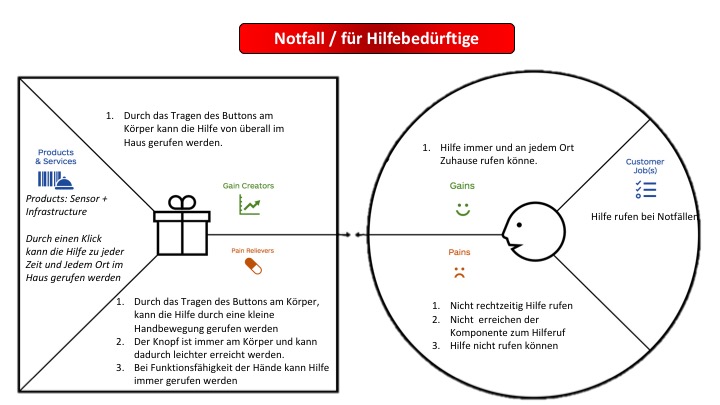 Notfall / für Hilfebedürftige
1. Durch das Tragen des Buttons am
Körper kann die Hilfe von überall im
Haus gerufen werden.
Products
& Services
Products: Sensor +
Infrastructure
Durch einen Klick
kann die Hilfe zu jeder
Zeit und Jedem Ort im
Haus gerufen werden
Gain Creators
Pain Relievers
1. Durch das Tragen des Buttons am Körper,
kann die Hilfe durch eine kleine
Handbewegung gerufen werden
2. Der Knopf ist immer am Körper und kann
dadurch leichter erreicht werden.
3. Bei Funktionsfähigkeit der Hände kann Hilfe
immer gerufen werden
1. Hilfe immer und an jedem Ort
Zuhause rufen könne.
Gains
Pains
Customer
Job(s)
Hilfe rufen bei Notfällen
1. Nicht rechtzeitig Hilfe rufen
2. Nicht erreichen der
Komponente zum Hilferuf
3. Hilfe nicht rufen können